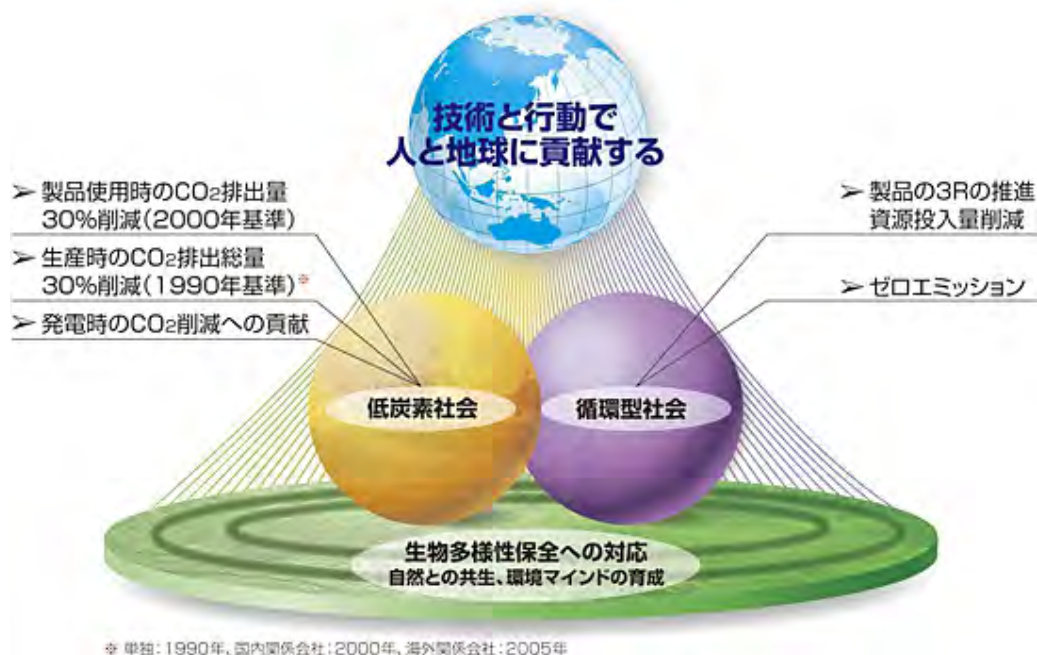 技術と行動で
人と地球に貢献する
➢ 製品使用時のCO₂排出量
30%削減(2000年基準)
➢ 生産時のCO₂排出総量
30%削減(1990年基準)※
➢ 発電時のCO₂削減への貢献
➢ 製品の3Rの推進
資源投入量削減
➢ ゼロエミッション
低炭素社会
循環型社会
生物多様性保全への対応
自然との共生、環境マインドの育成
※ 単独:1990年、国内関係会社:2000年、海外関係会社:2005年